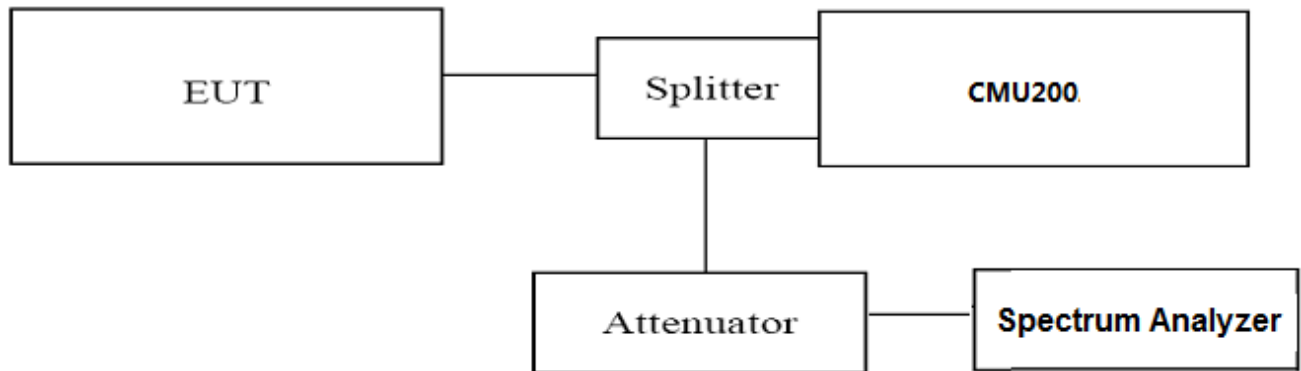 EUT
Splitter
CMU200.
Attenuator
Spectrum Analyzer